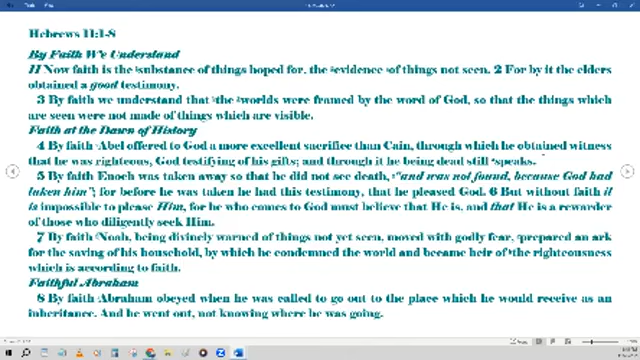 Hebrews 11:1-8
By Faith We Understand
11 Now faith is the substance of things hoped for, the evidence of things not seen. 2 For by it the elders
obtained a good testimony.
3 By faith we understand that the worlds were framed by the word of God, so that the things which
are seen were not made of things which are visible.
Faith at the Dawn of History
4 By faith Abel offered to God a more excellent sacrifice than Cain, through which he obtained witness
that he was righteous, God testifying of his gifts; and through it he being dead still speaks.
5 By faith Enoch was taken away so that he did not see death, “and was not found, because God had
taken him”; for before he was taken he had this testimony, that he pleased God. 6 But without faith it
is impossible to please Him, for he who comes to God must believe that He is, and that He is a rewarder
of those who diligently seek Him.
7 By faith Noah, being divinely warned of things not yet seen, moved with godly fear, prepared an ark
for the saving of his household, by which he condemned the world and became heir of the righteousness
which is according to faith.
Faithful Abraham
8 By faith Abraham obeyed when he was called to go out to the place which he would receive as an
inheritance. And he went out, not knowing where he was going.